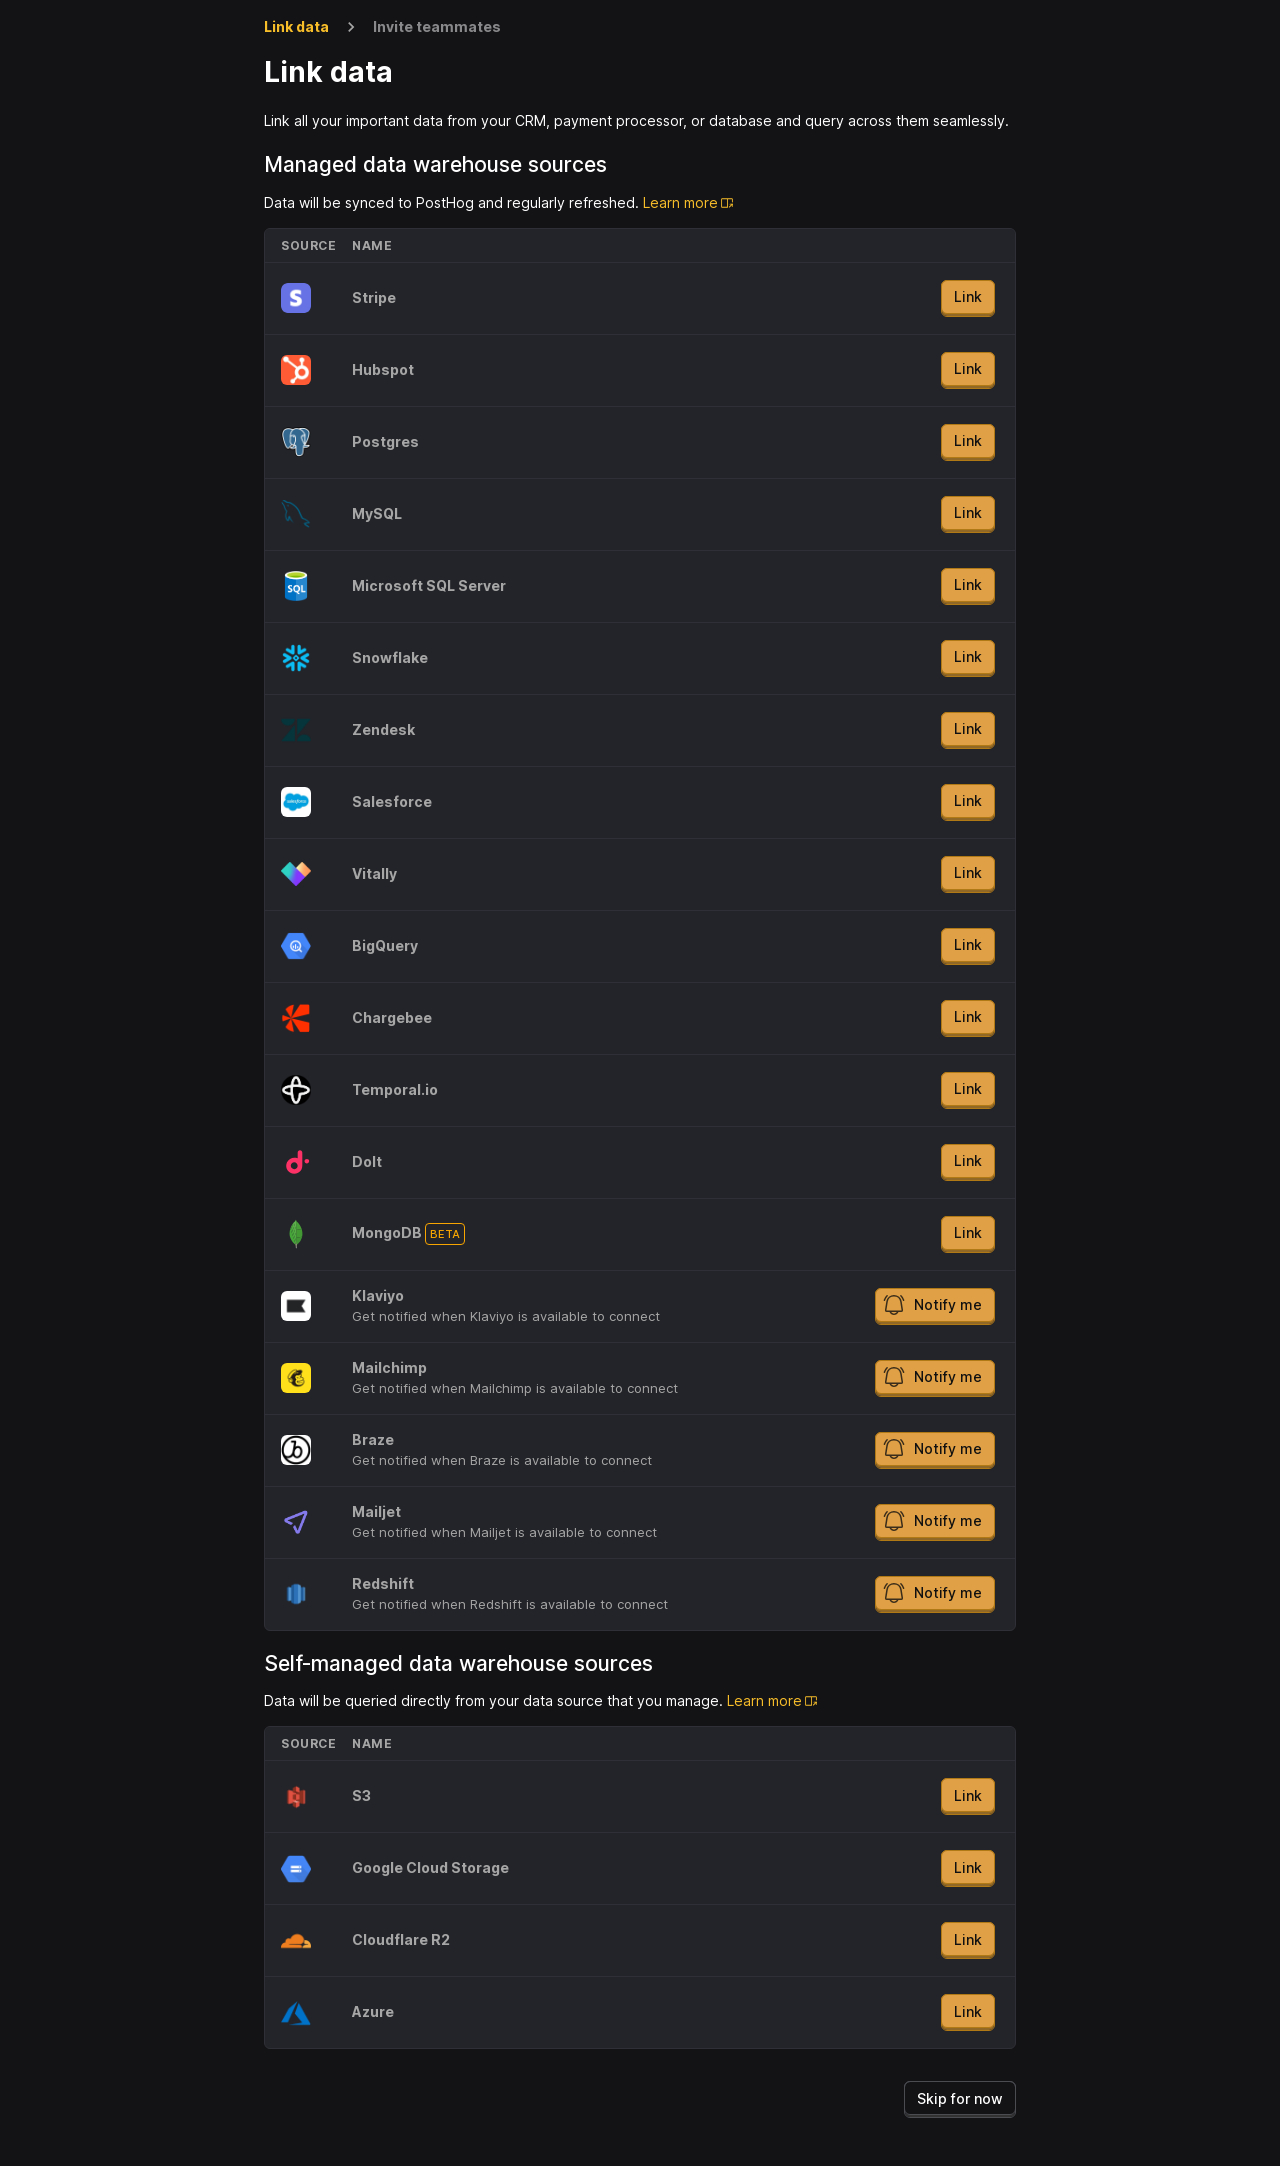 Link data > Invite teammates
Link data
Link all your important data from your CRM, payment processor, or database and query across them seamlessly.
Managed data warehouse sources
Data will be synced to PostHog and regularly refreshed. Learn more
SOURCE NAME
Stripe Link
Hubspot Link
Postgres Link
MySQL Link
SQL Microsoft SQL Server Link
Snowflake Link
Zendesk Link
salesforce Salesforce Link
Vitally Link
BigQuery Link
Chargebee Link
Temporal.io Link
DoIt Link
MongoDB BETA Link
Klaviyo
Get notified when Klaviyo is available to connect
Notify me
Mailchimp
Get notified when Mailchimp is available to connect
Notify me
Braze
Get notified when Braze is available to connect
Notify me
Mailjet
Get notified when Mailjet is available to connect
Notify me
Redshift
Get notified when Redshift is available to connect
Notify me
Self-managed data warehouse sources
Data will be queried directly from your data source that you manage. Learn more
SOURCE NAME
S3 Link
Google Cloud Storage Link
Cloudflare R2 Link
Azure Link
Skip for now